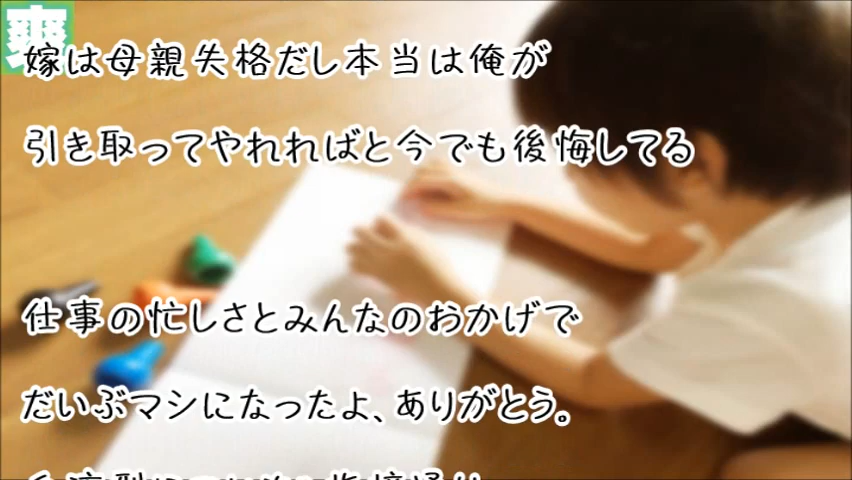 爽
嫁は母親失格だし本当は俺が
引き取ってやれればと今でも後悔してる
仕事の忙しさとみんなのおかげで
だいぶマシになったよ、ありがとう。